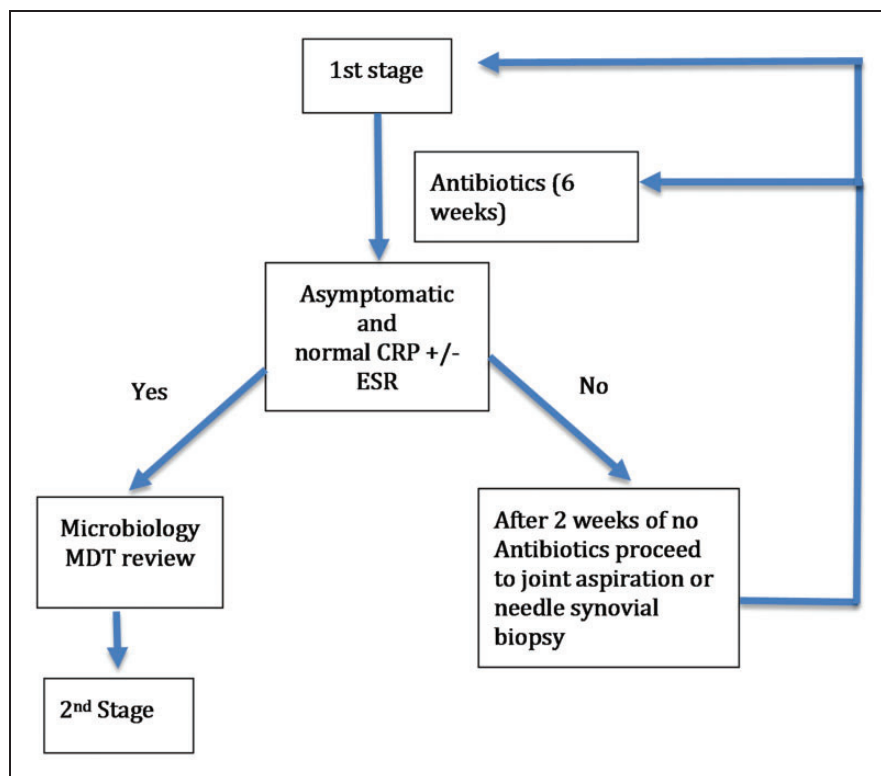 1st stage
Antibiotics (6
weeks)
Asymptomatic
and
normal CRP +/-
ESR
Yes
No
Microbiology
MDT review
After 2 weeks of no
Antibiotics proceed
to joint aspiration or
needle synovial
biopsy
2nd Stage